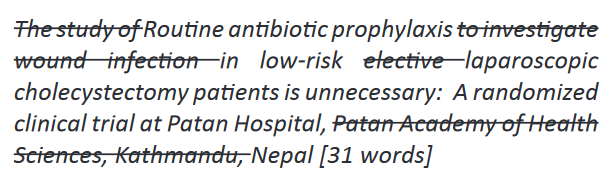 The study of Routine antibiotic prophylaxis to investigate
wound infection in low-risk elective laparoscopic
cholecystectomy patients is unnecessary: A randomized
clinical trial at Patan Hospital, Patan Academy of Health
Sciences, Kathmandu, Nepal [31 words]